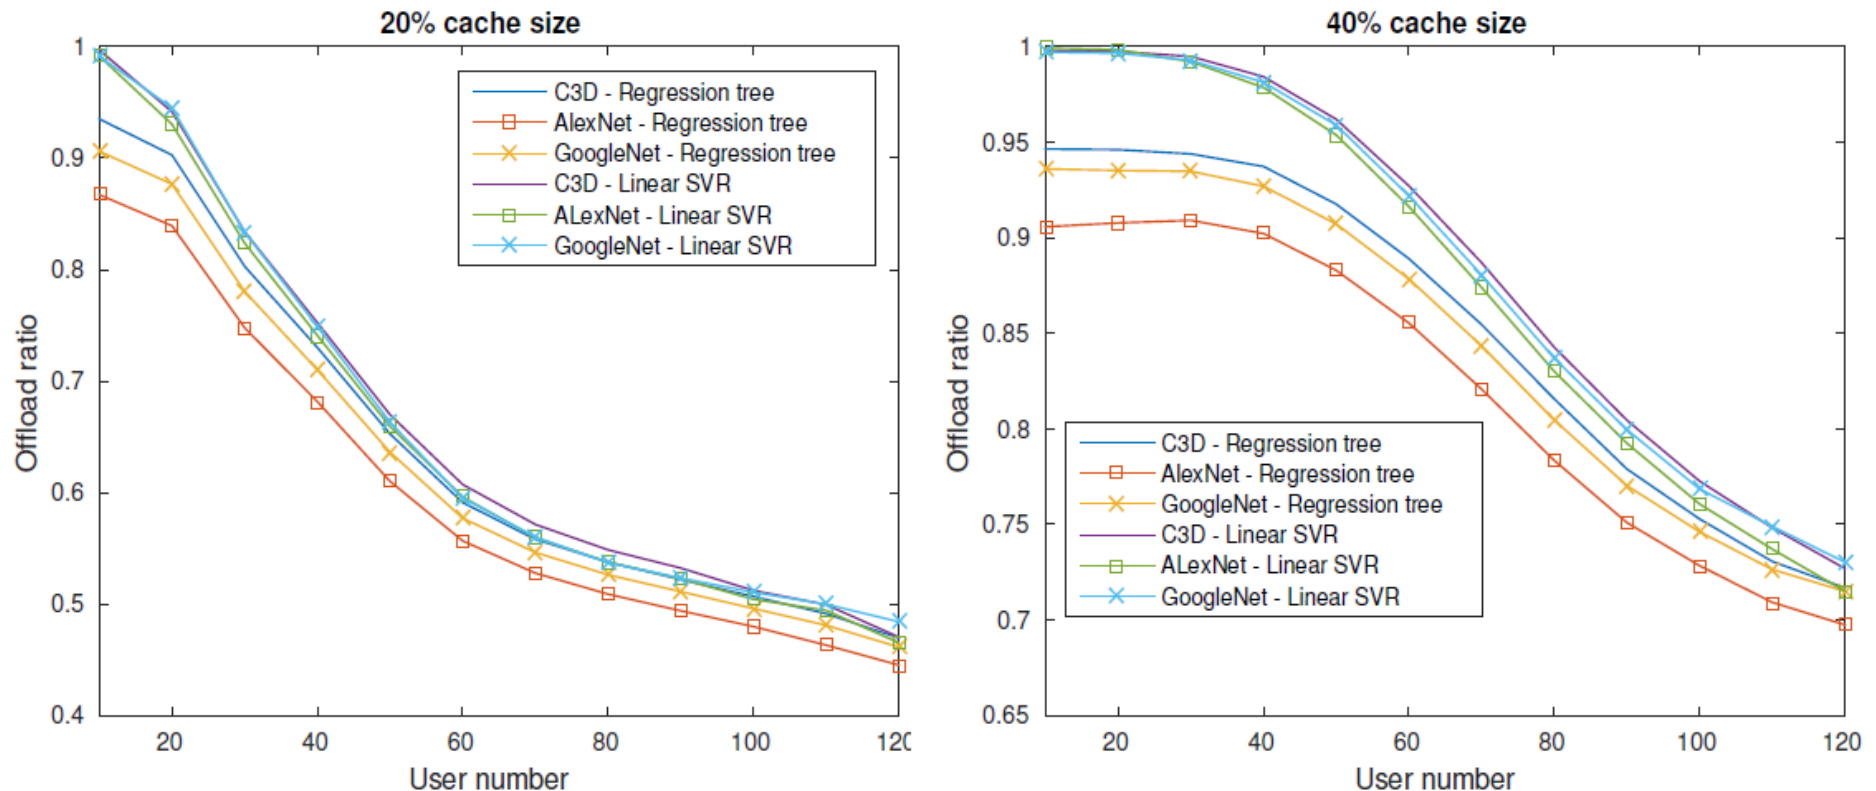 20% cache size
1
0.9
0.8
0.7
0.6
0.5
0.4
Offload ratio
C3D - Regression tree
AlexNet - Regression tree
GoogleNet - Regression tree
C3D - Linear SVR
ALexNet - Linear SVR
GoogleNet - Linear SVR
20 40 60 80 100 120
User number
40% cache size
1
0.95
0.9
0.85
0.8
0.75
0.7
0.65
Offload ratio
C3D - Regression tree
AlexNet - Regression tree
GoogleNet - Regression tree
C3D - Linear SVR
ALexNet - Linear SVR
GoogleNet - Linear SVR
20 40 60 80 100 120
User number